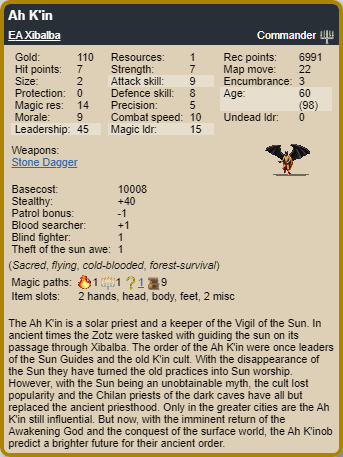 Ah K'in
EA Xibalba Commander
Gold: 110 Resources: 1 Rec points: 6991
Hit points: 7 Strength: 7 Map move: 22
Size: 2 Attack skill: 9 Encumbrance: 3
Protection: 0 Defence skill: 8 Age: 60
Magic res: 14 Precision: 5 (98)
Morale: 9 Combat speed: 10 Undead ldr: 0
Leadership: 45 Magic ldr: 15
Weapons:
Stone Dagger
Basecost: 10008
Stealthy: +40
Patrol bonus: -1
Blood searcher: +1
Blind fighter: 1
Theft of the sun awe: 1
(Sacred, flying, cold-blooded, forest-survival)
Magic paths: 1 1 ? 1 9
Item slots: 2 hands, head, body, feet, 2 misc
The Ah K'in is a solar priest and a keeper of the Vigil of the Sun. In
ancient times the Zotz were tasked with guiding the sun on its
passage through Xibalba. The order of the Ah K'in were once leaders
of the Sun Guides and the old K'in cult. With the disappearance of
the Sun they have turned the old practices into Sun worship.
However, with the Sun being an unobtainable myth, the cult lost
popularity and the Chilan priests of the dark caves have all but
replaced the ancient priesthood. Only in the greater cities are the Ah
K'in still influential. But now, with the imminent return of the
Awakening God and the conquest of the surface world, the Ah K'inob
predict a brighter future for their ancient order.